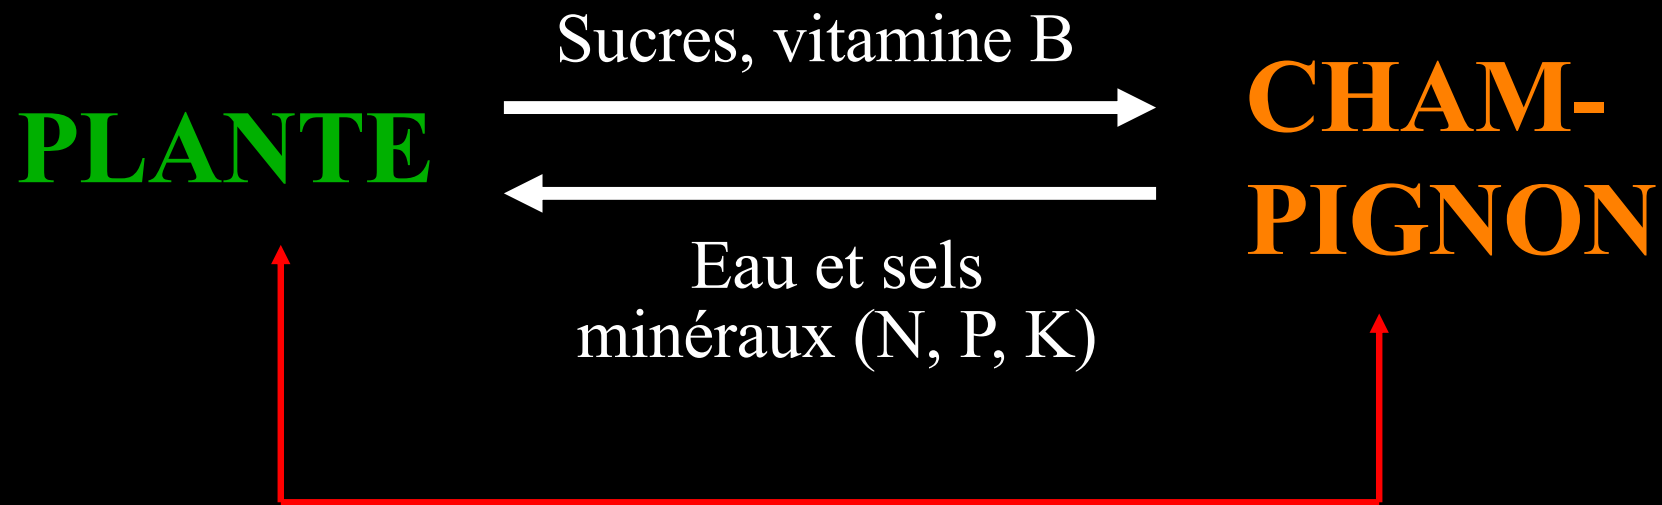 Sucres, vitamine B
PLANTE
CHAM-
PIGNON
Eau et sels
minéraux (N, P, K)